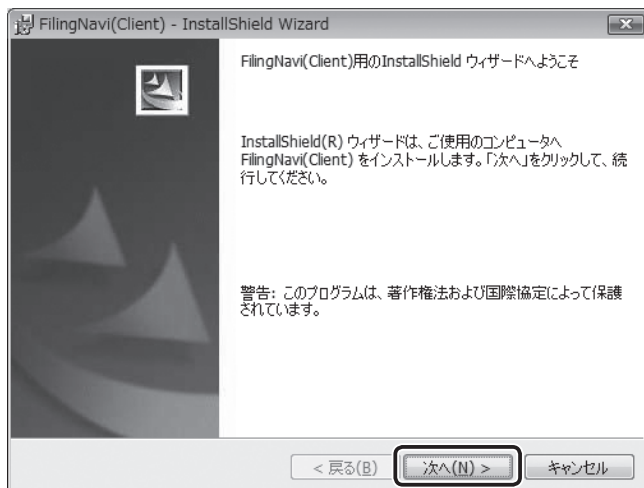 FilingNavi(Client) - InstallShield Wizard
FilingNavi(Client)用のInstallShield ウィザードへようこそ
InstallShield(R) ウィザードは、ご使用のコンピュータへ
FilingNavi(Client) をインストールします。「次へ」をクリックして、続
行してください。
警告: このプログラムは、著作権法および国際協定によって保護
されています。
< 戻る(B)
次へ(N) >
キャンセル